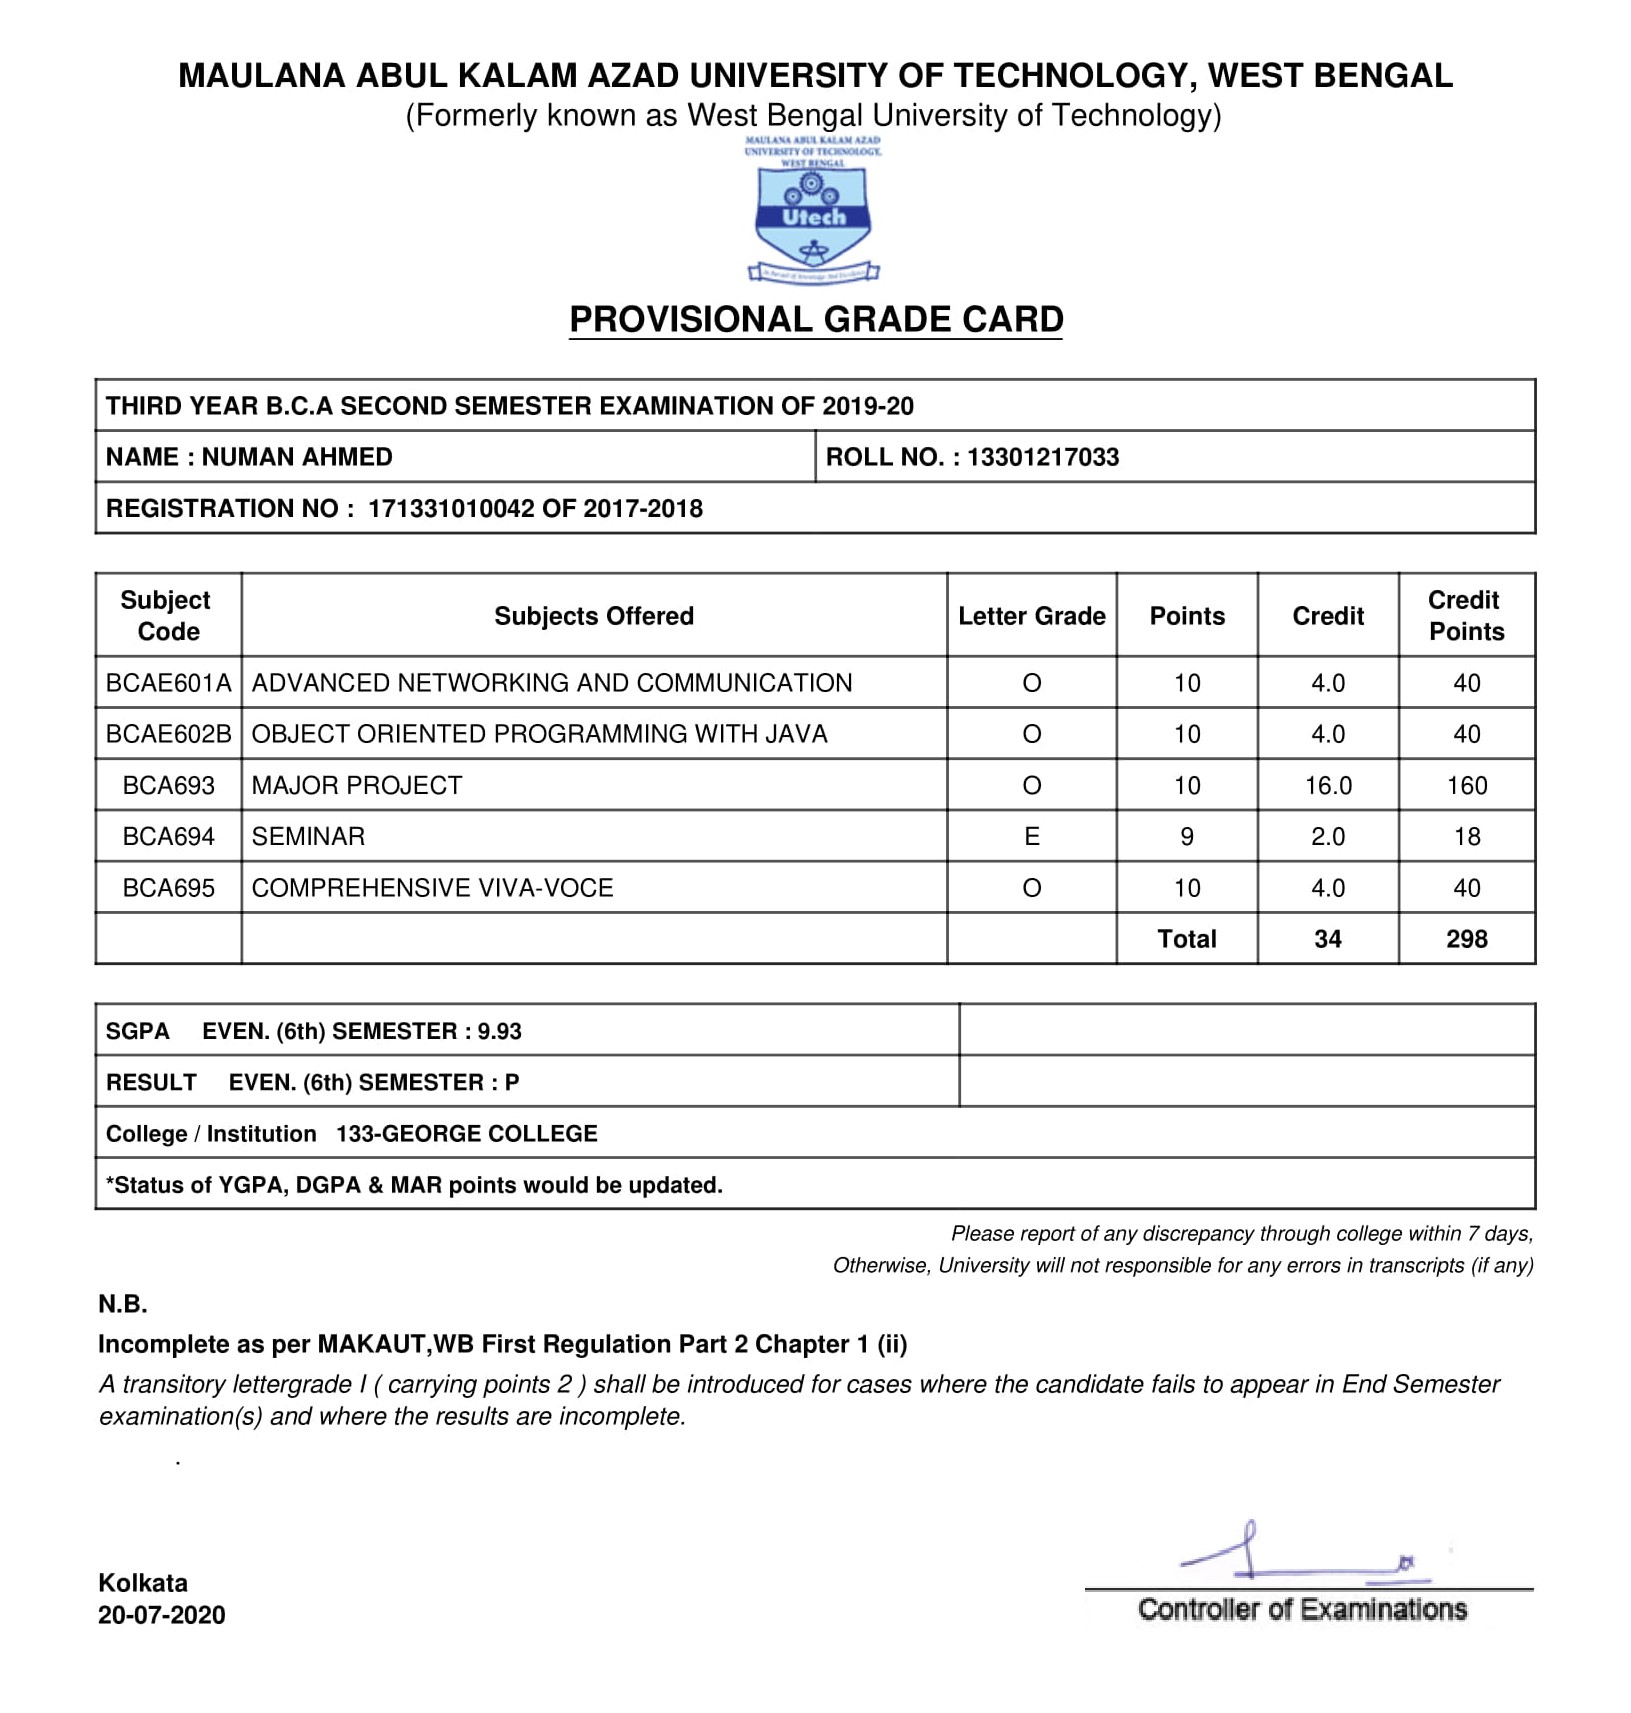 MAULANA ABUL KALAM AZAD UNIVERSITY OF TECHNOLOGY, WEST BENGAL
(Formerly known as West Bengal University of Technology)
MAULANA ABUL KALAM AZAD
UNIVERSITY OF TECHNOLOGY,
WEST BENGAL
Utech
PROVISIONAL GRADE CARD
THIRD YEAR B.C.A SECOND SEMESTER EXAMINATION OF 2019-20
NAME : NUMAN AHMED ROLL NO. : 13301217033
REGISTRATION NO : 171331010042 OF 2017-2018
Subject Code Subjects Offered Letter Grade Points Credit Credit Points
BCAE601A ADVANCED NETWORKING AND COMMUNICATION O 10 4.0 40
BCAE602B OBJECT ORIENTED PROGRAMMING WITH JAVA O 10 4.0 40
BCA693 MAJOR PROJECT O 10 16.0 160
BCA694 SEMINAR E 9 2.0 18
BCA695 COMPREHENSIVE VIVA-VOCE O 10 4.0 40
Total 34 298
SGPA EVEN. (6th) SEMESTER : 9.93
RESULT EVEN. (6th) SEMESTER : P
College / Institution 133-GEORGE COLLEGE
*Status of YGPA, DGPA & MAR points would be updated.
Please report of any discrepancy through college within 7 days,
Otherwise, University will not responsible for any errors in transcripts (if any)
N.B.
Incomplete as per MAKAUT,WB First Regulation Part 2 Chapter 1 (ii)
A transitory lettergrade I ( carrying points 2 ) shall be introduced for cases where the candidate fails to appear in End Semester
examination(s) and where the results are incomplete.
.
Kolkata
20-07-2020
Controller of Examinations